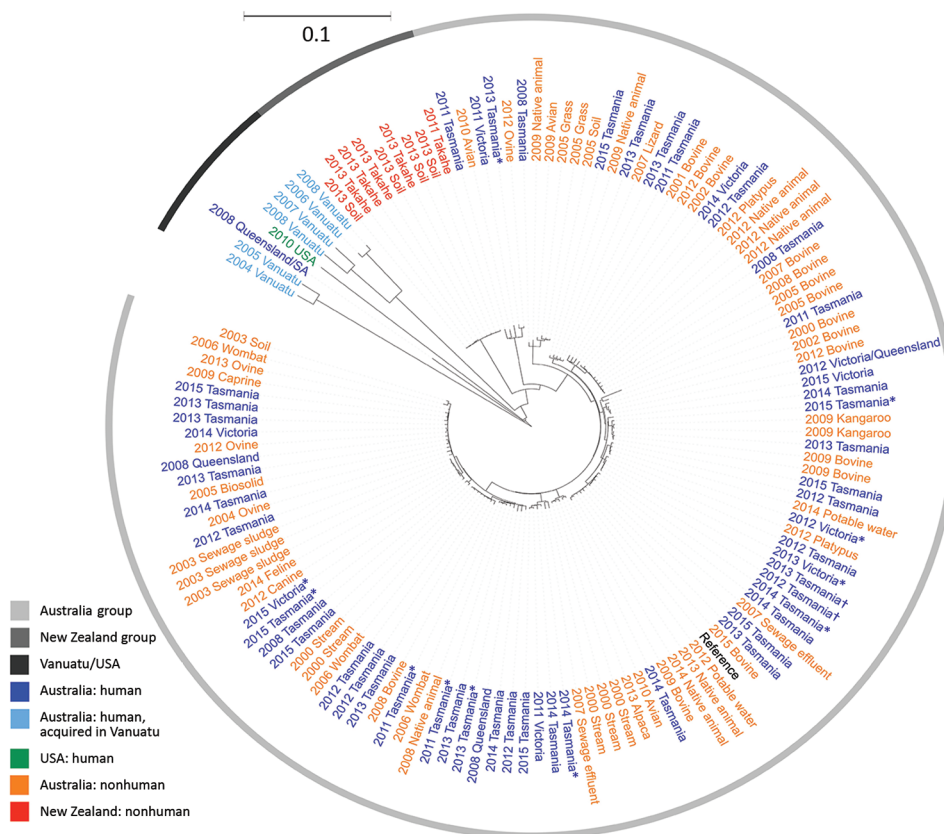 0.1
2004 Vanuatu
2005 Vanuatu
2008 Queensland/SA
2010 USA
2008 Vanuatu
2007 Vanuatu
2006 Vanuatu
2008 Vanuatu
2013 Soil
2013 Takahe
2013 Takahe
2013 Soil
2013 Takahe
2013 Soil
2013 Soil
2011 Takahe
2011 Tasmania
2010 Avian
2011 Victoria
2013 Tasmania*
2012 Ovine
2008 Tasmania
2009 Native animal
2009 Avian
2005 Grass
2005 Grass
2005 Soil
2015 Tasmania
2009 Native animal
2013 Tasmania
2007 Lizard
2013 Tasmania
2011 Tasmania
2001 Bovine
2012 Bovine
2002 Bovine
2014 Victoria
2012 Tasmania
2012 Platypus
2012 Native animal
2012 Native animal
2012 Native animal
2008 Tasmania
2007 Bovine
2008 Bovine
2005 Bovine
2005 Bovine
2011 Tasmania
2000 Bovine
2002 Bovine
2012 Bovine
2012 Victoria/Queensland
2015 Victoria
2014 Tasmania
2015 Tasmania*
2009 Kangaroo
2009 Kangaroo
2013 Tasmania
2009 Bovine
2009 Bovine
2015 Tasmania
2012 Tasmania
2014 Potable water
2012 Victoria*
2012 Platypus
2012 Tasmania
2013 Victoria*
2013 Tasmania†
2012 Tasmania†
2014 Tasmania*
2014 Tasmania
2007 Sewage effluent
2015 Tasmania
2013 Tasmania
2015 Bovine
Reference
2012 Potable water
2013 Native animal
2014 Native animal
2009 Bovine
2014 Tasmania
2013 Avian
2013 Alpaca
2000 Stream
2000 Stream
2007 Sewage effluent
2014 Tasmania*
2014 Tasmania
2011 Victoria
2015 Tasmania
2012 Tasmania
2014 Tasmania
2008 Queensland
2013 Tasmania*
2013 Tasmania
2011 Tasmania*
2008 Native animal
2006 Wombat
2011 Tasmania*
2008 Bovine
2013 Tasmania
2012 Tasmania
2012 Tasmania
2006 Wombat
2000 Stream
2000 Stream
2015 Tasmania
2008 Tasmania
2015 Tasmania*
2015 Victoria*
2012 Canine
2014 Feline
2003 Sewage sludge
2003 Sewage sludge
2003 Sewage sludge
2012 Tasmania
2004 Ovine
2014 Tasmania
2005 Biosolid
2013 Tasmania
2008 Queensland
2012 Ovine
2014 Victoria
2013 Tasmania
2013 Tasmania
2015 Tasmania
2009 Caprine
2013 Ovine
2006 Wombat
2003 Soil
Australia group
New Zealand group
Vanuatu/USA
Australia: human
Australia: human,
acquired in Vanuatu
USA: human
Australia: nonhuman
New Zealand: nonhuman